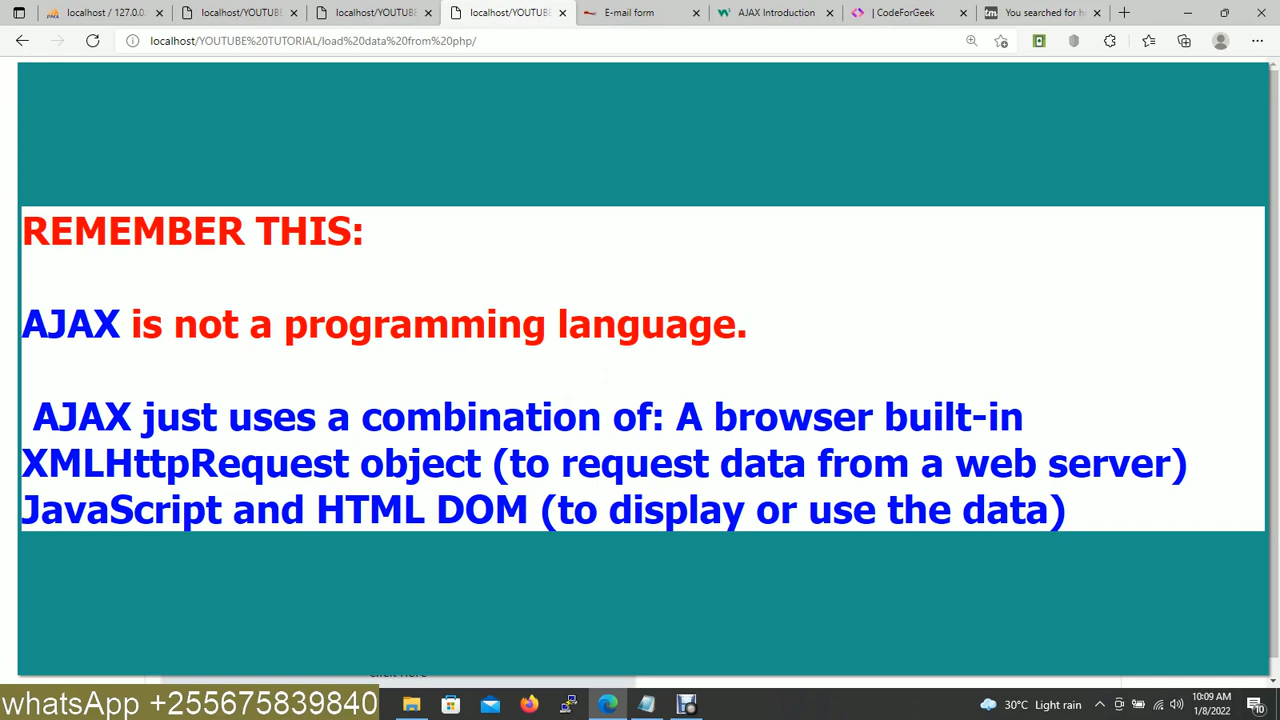 localhost / 127.0.0.
localhost/YOUTUBE
localhost/YOUTUBE
localhost/YOUTUBE
E-mail form
AJAX Introduction
| CodeForGeek
You searched for h
localhost/YOUTUBE%20TUTORIAL/load%20data%20from%20php/
REMEMBER THIS:
AJAX is not a programming language.
AJAX just uses a combination of: A browser built-in
XMLHttpRequest object (to request data from a web server)
JavaScript and HTML DOM (to display or use the data)
whatsApp +255675839840
30°C Light rain
10:09 AM
1/8/2022
10